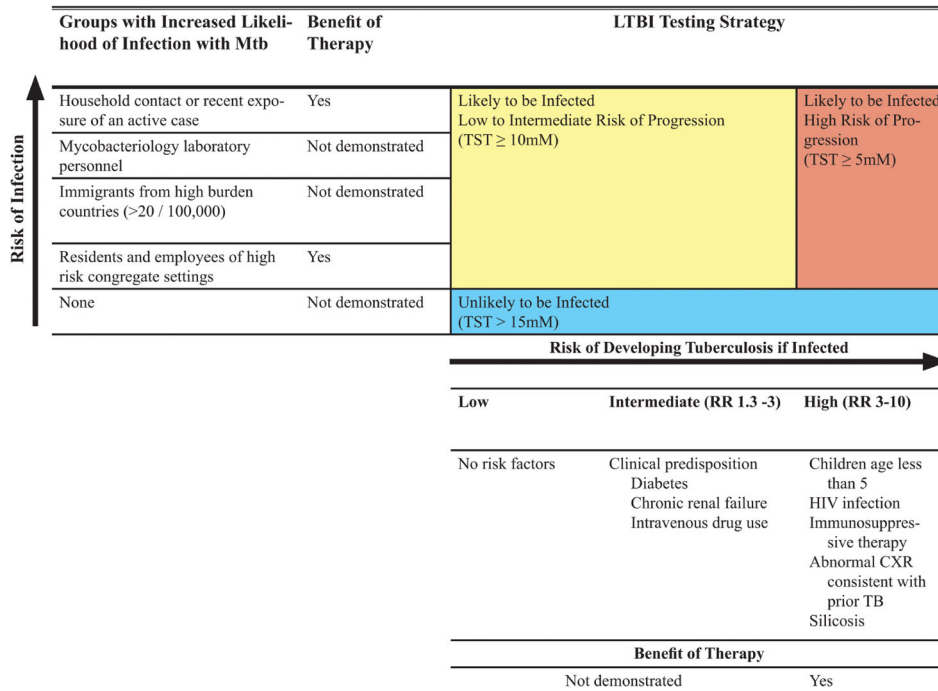 Groups with Increased Likeli-
hood of Infection with Mtb
Benefit of
Therapy
LTBI Testing Strategy
Risk of Infection
Household contact or recent expo-
sure of an active case
Yes
Mycobacteriology laboratory
personnel
Not demonstrated
Immigrants from high burden
countries (>20 / 100,000)
Not demonstrated
Residents and employees of high
risk congregate settings
Yes
None
Not demonstrated
Likely to be Infected
Low to Intermediate Risk of Progression
(TST ≥ 10mM)
Likely to be Infected
High Risk of Pro-
gression
(TST ≥ 5mM)
Unlikely to be Infected
(TST > 15mM)
Risk of Developing Tuberculosis if Infected
Low
Intermediate (RR 1.3 -3)
High (RR 3-10)
No risk factors
Clinical predisposition
Diabetes
Chronic renal failure
Intravenous drug use
Children age less
than 5
HIV infection
Immunosuppres-
sive therapy
Abnormal CXR
consistent with
prior TB
Silicosis
Benefit of Therapy
Not demonstrated
Yes